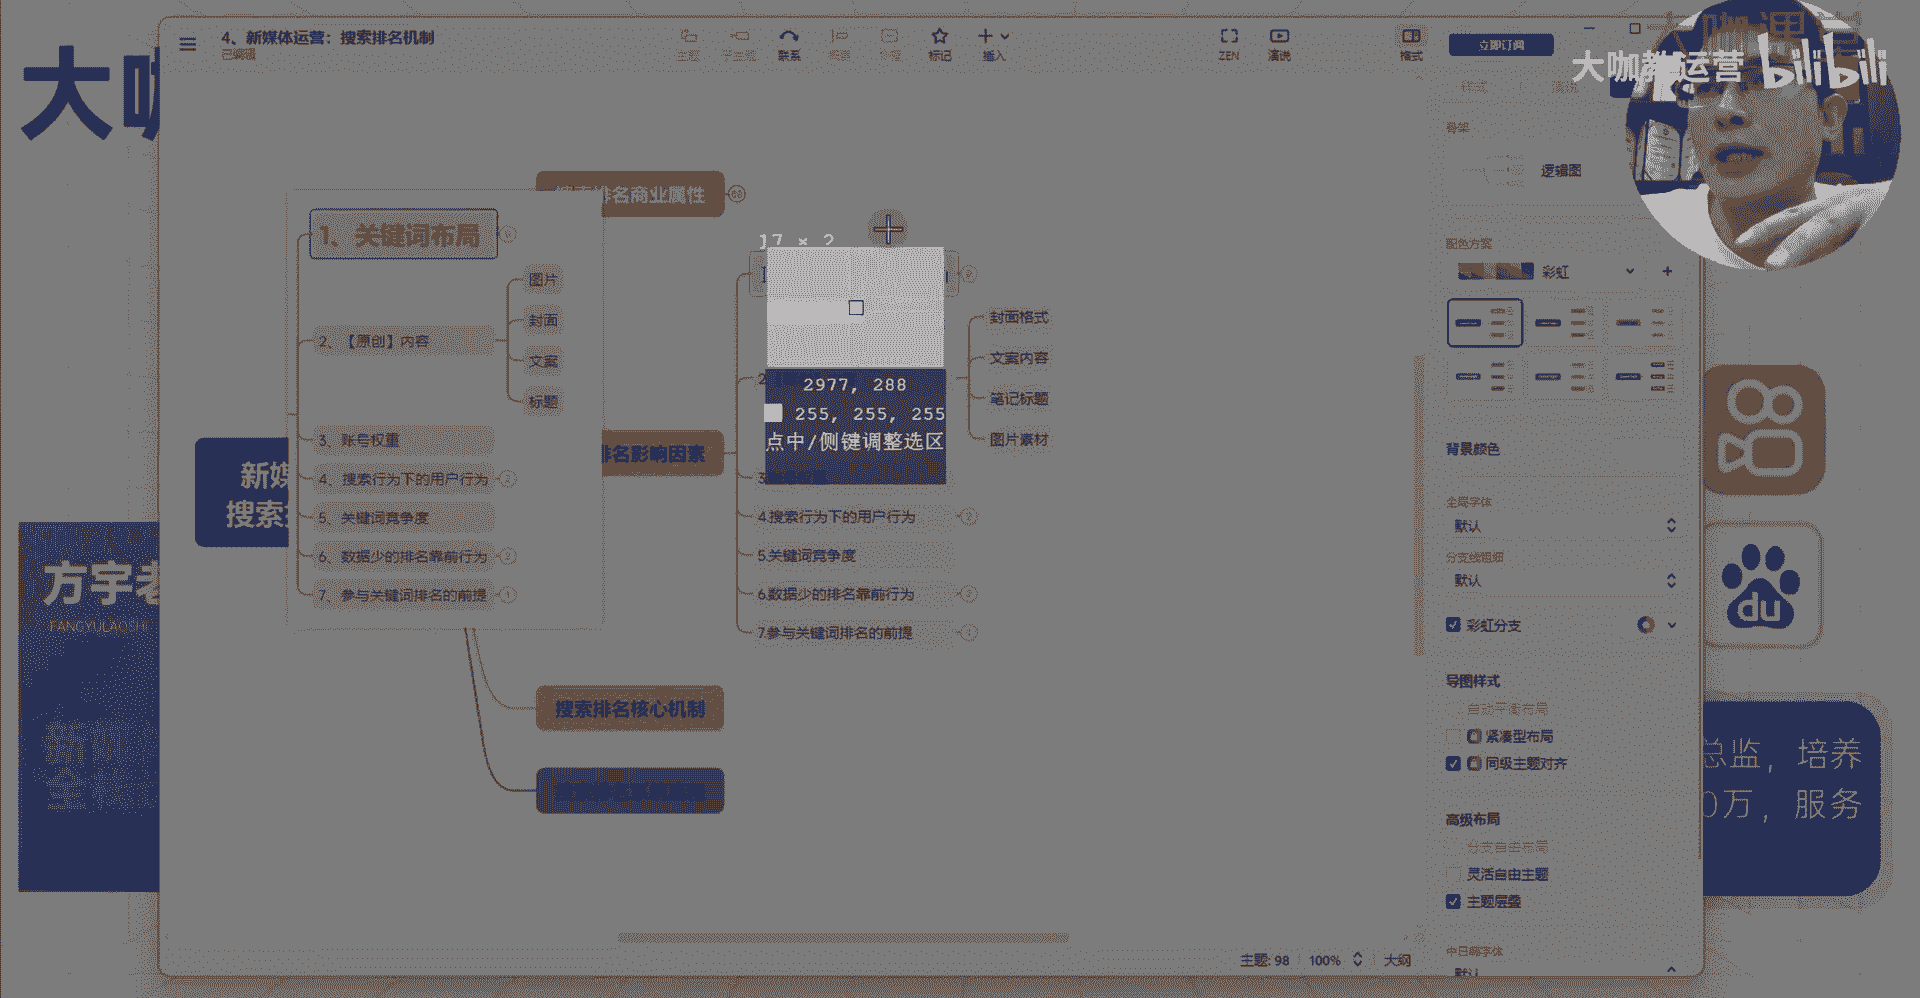 4、新媒体运营：搜索排名机制
已编辑
主题
子主题
联系
概要
外框
标记
插入
ZEN
演说
格式
立即订阅
大咖教运营 bilibili
大咖
样式
演说
骨架
逻辑图
配色方案
彩虹
背景颜色
全局字体
默认
分支线粗细
默认
彩虹分支
导图样式
自动平衡布局
紧凑型布局
同级主题对齐
高级布局
分支自由布局
灵活自由主题
主题层叠
中日韩字体
默认
排名商业属性
1、关键词布局
2、【原创】内容
图片
封面
文案
标题
3、账号权重
4、搜索行为下的用户行为
2
5、关键词竞争度
6、数据少的排名靠前行为
2
7、参与关键词排名的前提
1
新媒
搜索
排名影响因素
17 × 2
2977, 288
255, 255, 255
点中/侧键调整选区
封面格式
文案内容
笔记标题
图片素材
4.搜索行为下的用户行为
5.关键词竞争度
6.数据少的排名靠前行为
7.参与关键词排名的前提
搜索排名核心机制
方宇老
FANGYULAOSHI
du
总监，培养
0万，服务
主题: 98
100%
大纲